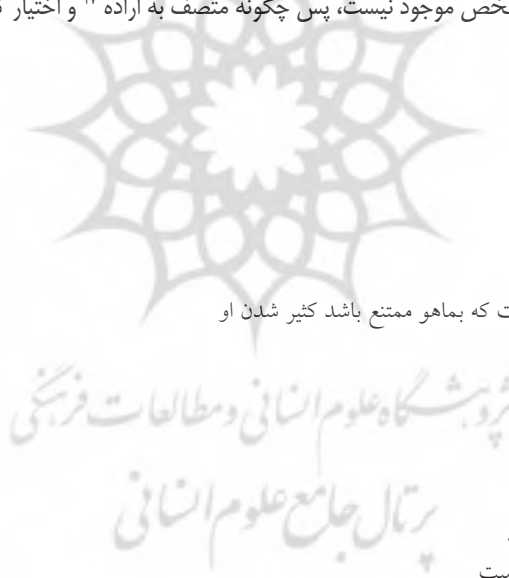 شخص موجود نیست، پس چگونه متصف به اراده " و اختیار
ت که بماهو ممتنع باشد کثیر شدن او
پژوهشگاه علوم انسانی و مطالعات فرهنگی
پرتال جامع علوم انسانی
ست